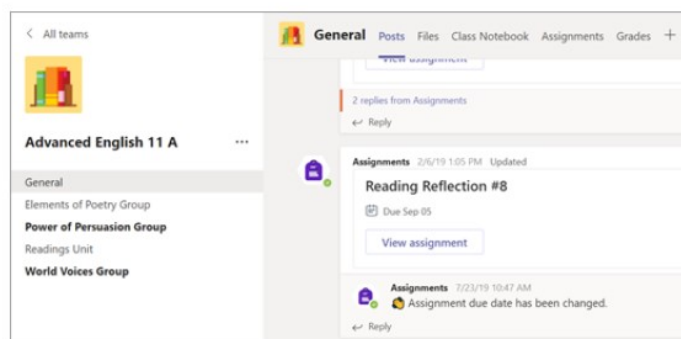 All teams
Advanced English 11 A
General
Elements of Poetry Group
Power of Persuasion Group
Readings Unit
World Voices Group
General Posts Files Class Notebook Assignments Grades
View assignment
2 replies from Assignments
Reply
Assignments 2/6/19 1:05 PM Updated
Reading Reflection #8
Due Sep 05
View assignment
Assignments 7/23/19 10:47 AM
Assignment due date has been changed.
Reply